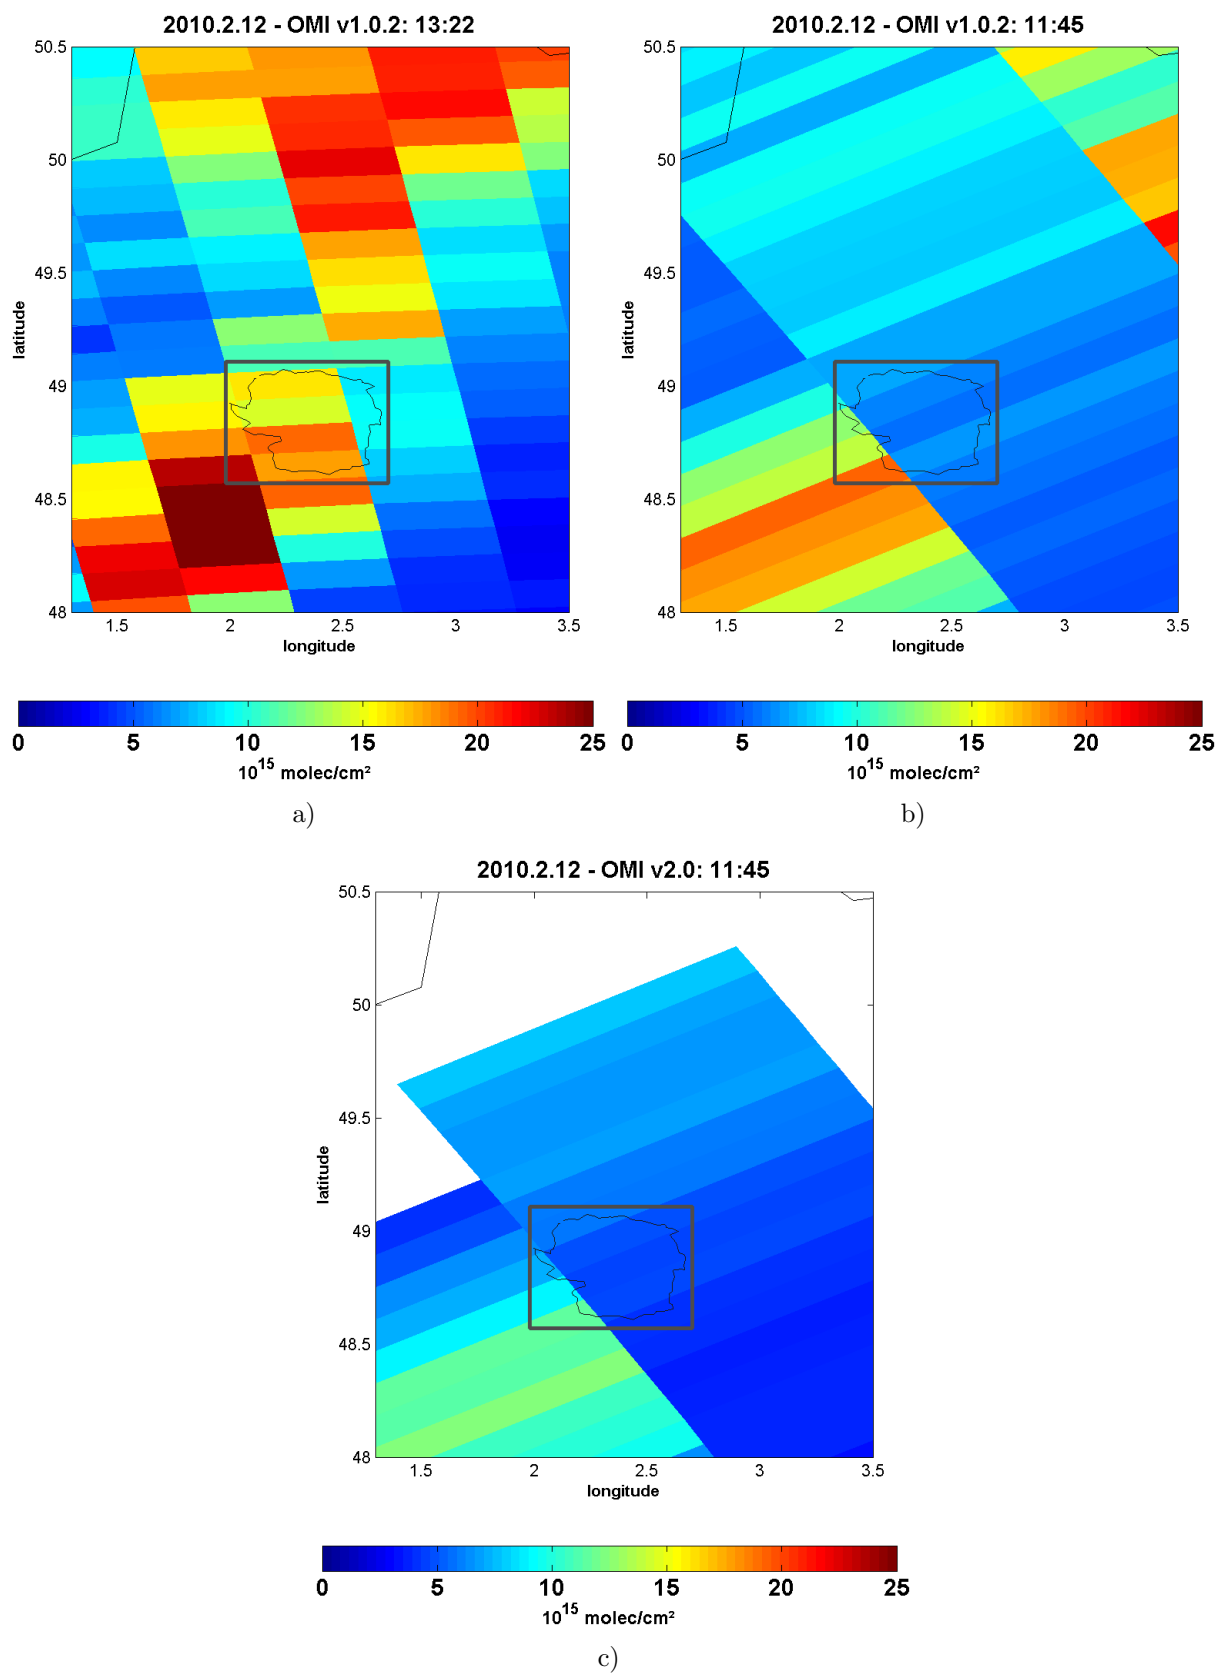 2010.2.12 - OMI v1.0.2: 13:22
50.5
50
49.5
49
48.5
48
latitude
1.5 2 2.5 3 3.5
longitude
0 5 10 15 20 25
10^15 molec/cm²
a)
2010.2.12 - OMI v1.0.2: 11:45
50.5
50
49.5
49
48.5
48
latitude
1.5 2 2.5 3 3.5
longitude
0 5 10 15 20 25
10^15 molec/cm²
b)
2010.2.12 - OMI v2.0: 11:45
50.5
50
49.5
49
48.5
48
latitude
1.5 2 2.5 3 3.5
longitude
0 5 10 15 20 25
10^15 molec/cm²
c)